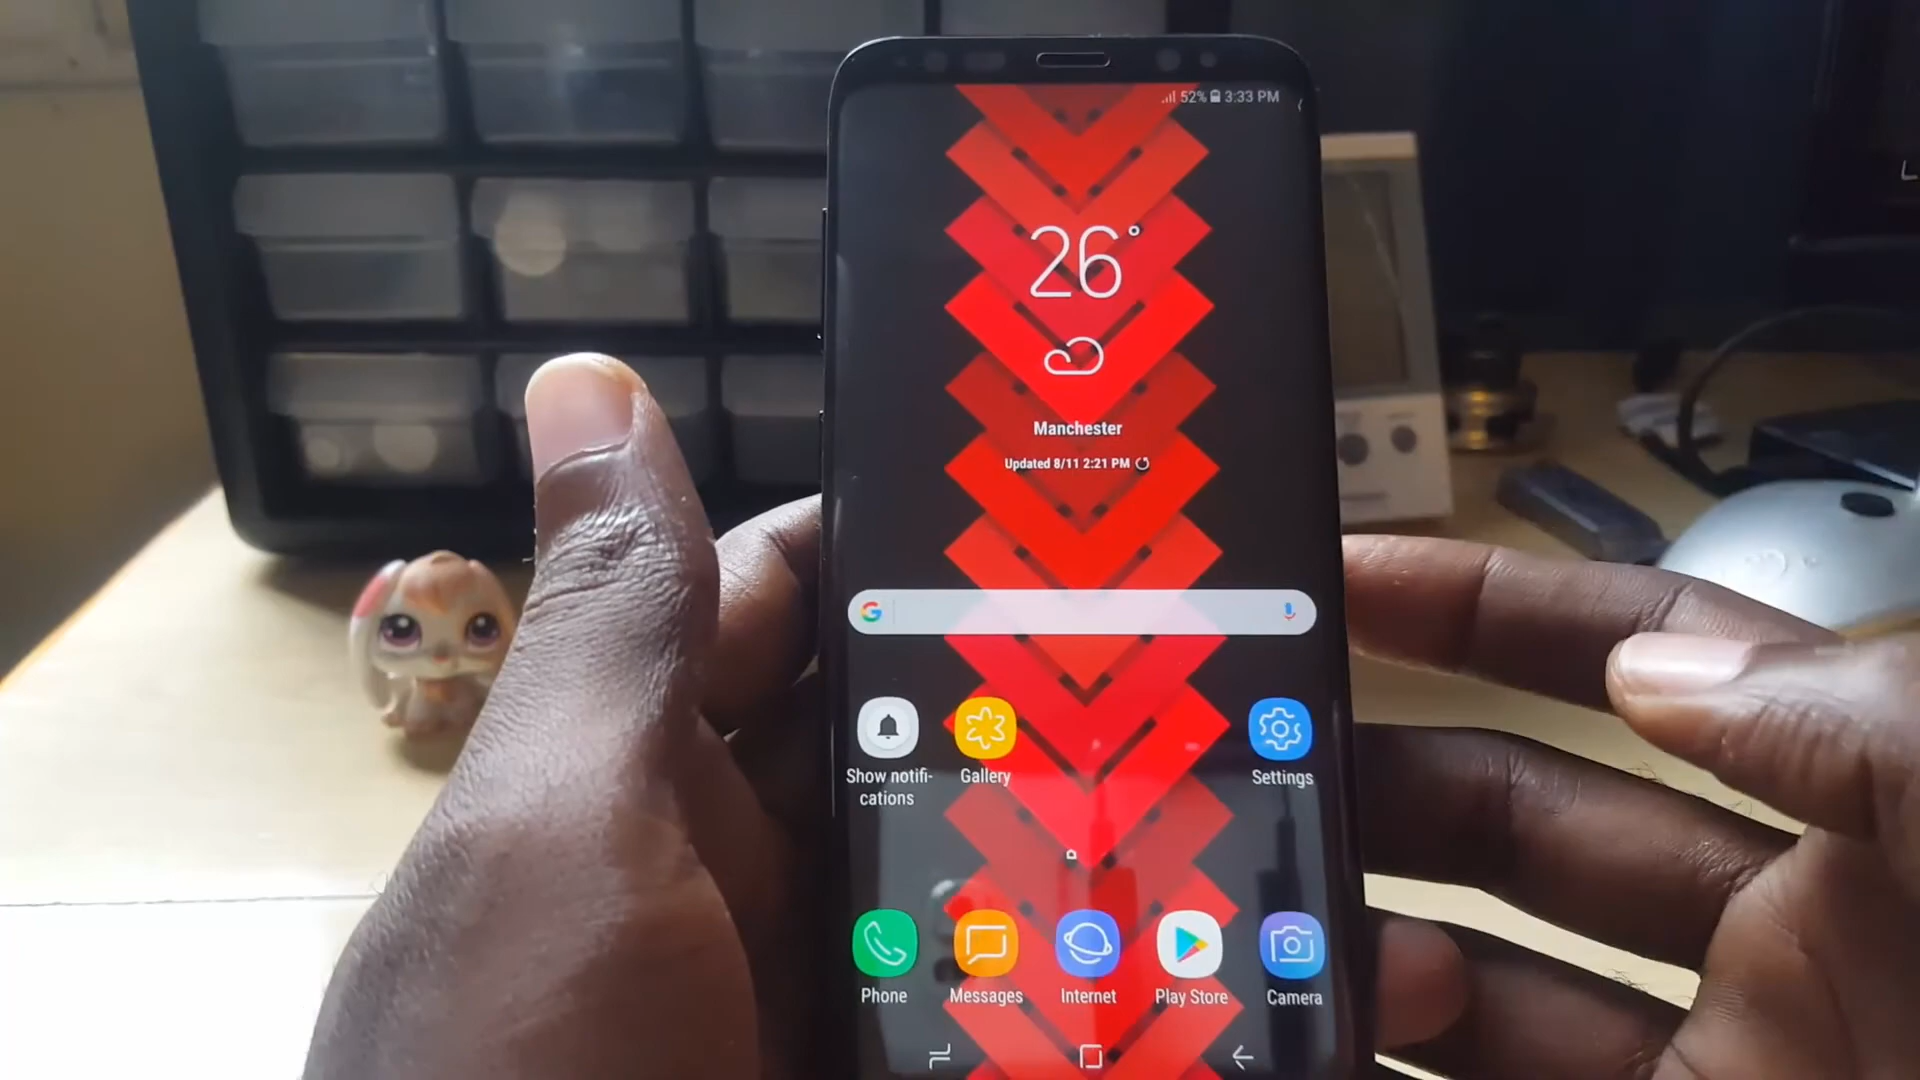 52% 3:33 PM
26°
Manchester
Updated 8/11 2:21 PM
G
Show notifi-
cations
Gallery
Settings
Phone
Messages
Internet
Play Store
Camera